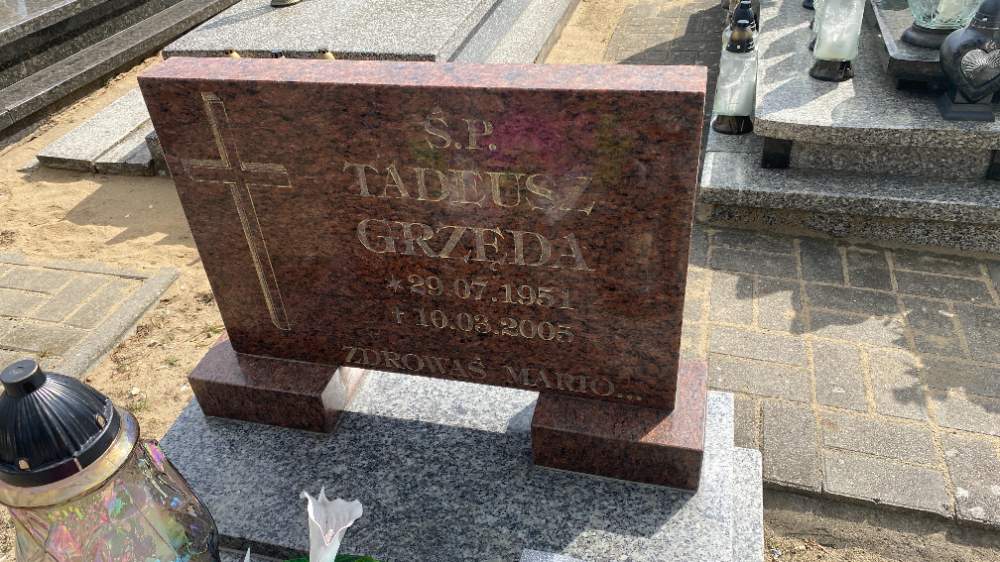 Ś.P.
TADEUSZ
GRZĘDA
*29.07.1951
†10.03.2005
ZDROWAŚ MARIO...